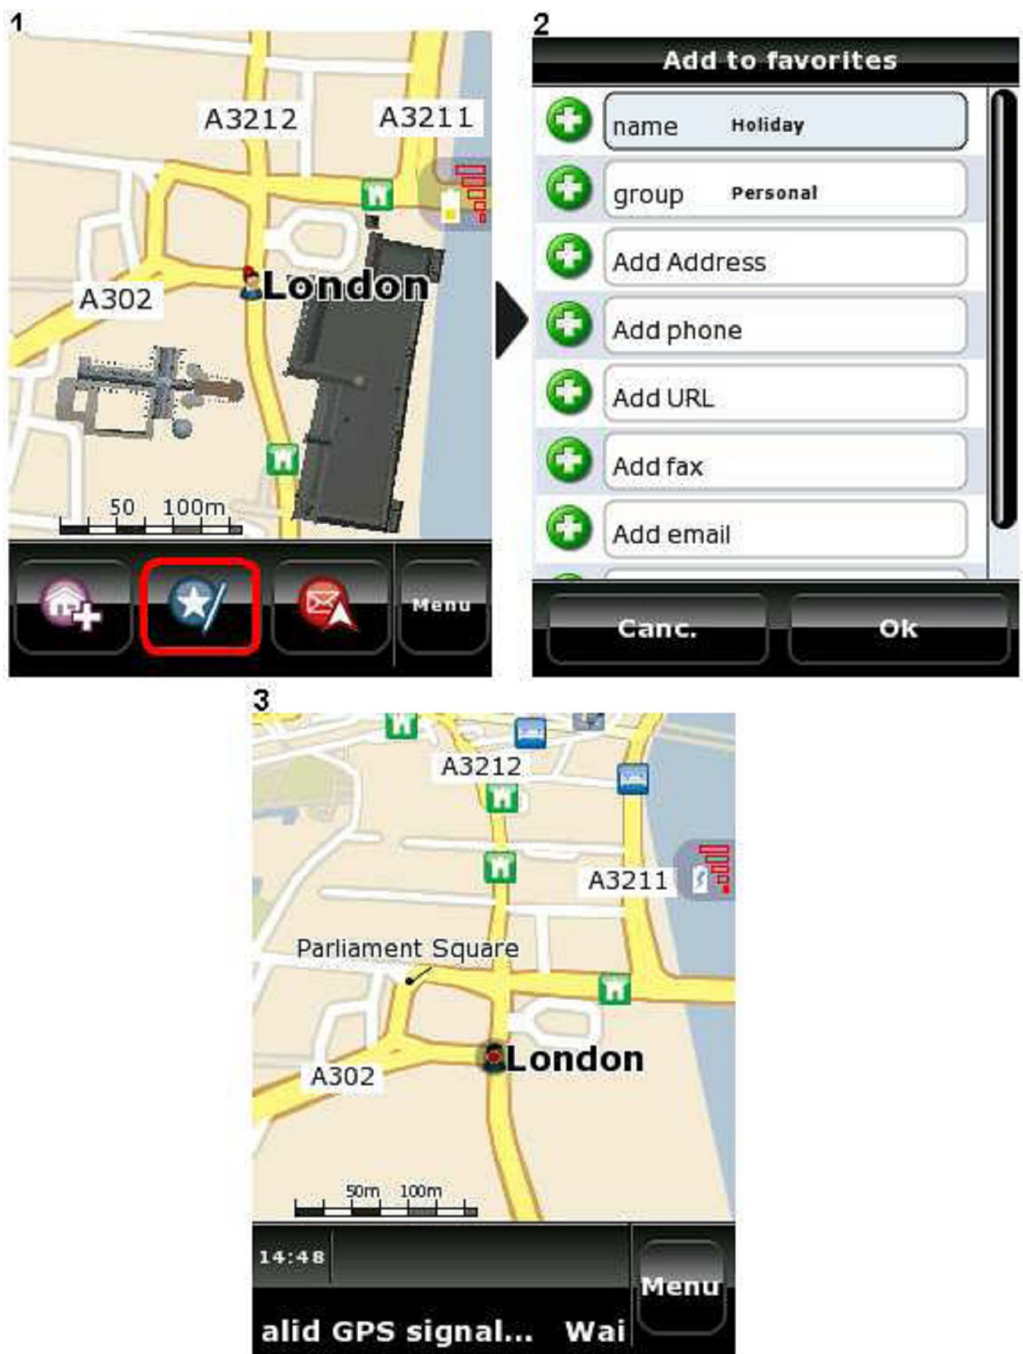 1
A3212
A3211
London
A302
50 100m
Menu
2
Add to favorites
name Holiday
group Personal
Add Address
Add phone
Add URL
Add fax
Add email
Canc.
Ok
3
A3212
A3211
Parliament Square
London
A302
50m 100m
14:48
Menu
alid GPS signal... Wai